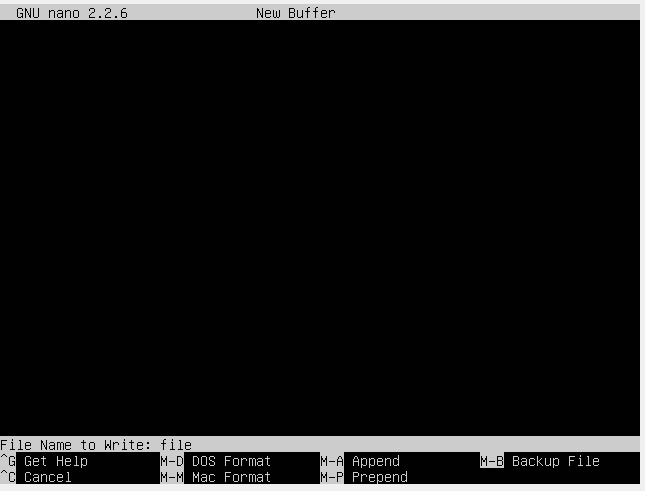 GNU nano 2.2.6 New Buffer
File Name to Write: file
^G Get Help M-D DOS Format M-A Append M-B Backup File
^C Cancel M-M Mac Format M-P Prepend